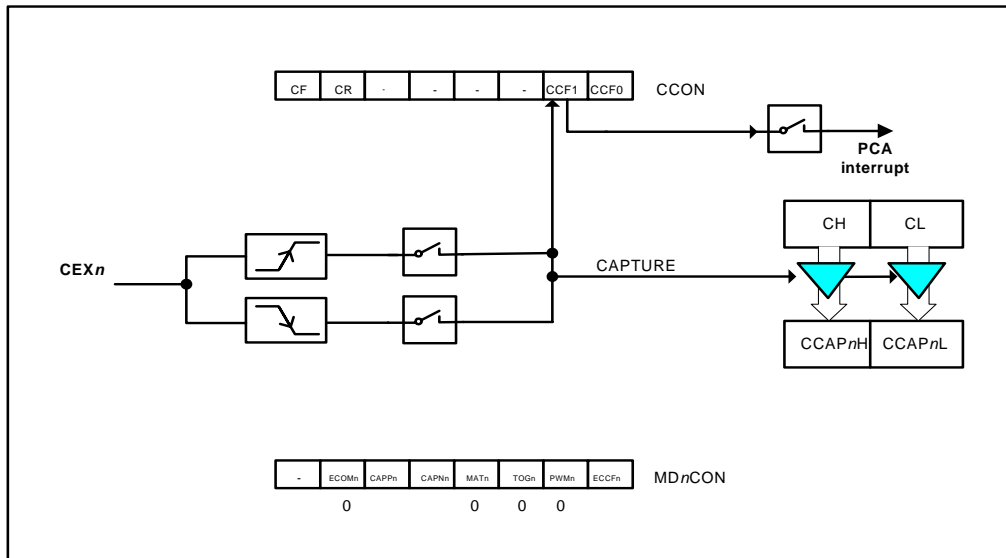 CF CR - - - - CCF1 CCF0 CCON
PCA
interrupt
CH CL
CEXn
CAPTURE
CCAPnH CCAPnL
- ECOMn CAPPn CAPNn MATn TOGn PWMn ECCFn MDnCON
0 0 0 0